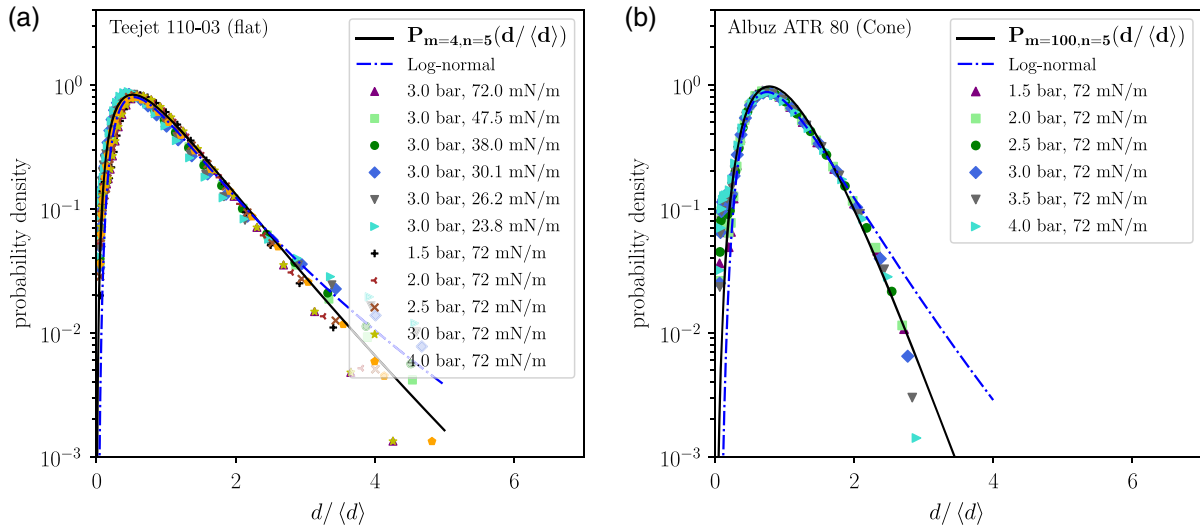 (a)
Teejet 110-03 (flat)
P_{m=4,n=5}(d/ ⟨d⟩)
Log-normal
3.0 bar, 72.0 mN/m
3.0 bar, 47.5 mN/m
3.0 bar, 38.0 mN/m
3.0 bar, 30.1 mN/m
3.0 bar, 26.2 mN/m
3.0 bar, 23.8 mN/m
1.5 bar, 72 mN/m
2.0 bar, 72 mN/m
2.5 bar, 72 mN/m
3.0 bar, 72 mN/m
4.0 bar, 72 mN/m
probability density
10^0
10^{-1}
10^{-2}
10^{-3}
0 2 4 6
d/ ⟨d⟩
(b)
Albuz ATR 80 (Cone)
P_{m=100,n=5}(d/ ⟨d⟩)
Log-normal
1.5 bar, 72 mN/m
2.0 bar, 72 mN/m
2.5 bar, 72 mN/m
3.0 bar, 72 mN/m
3.5 bar, 72 mN/m
4.0 bar, 72 mN/m
probability density
10^0
10^{-1}
10^{-2}
10^{-3}
0 2 4 6
d/ ⟨d⟩